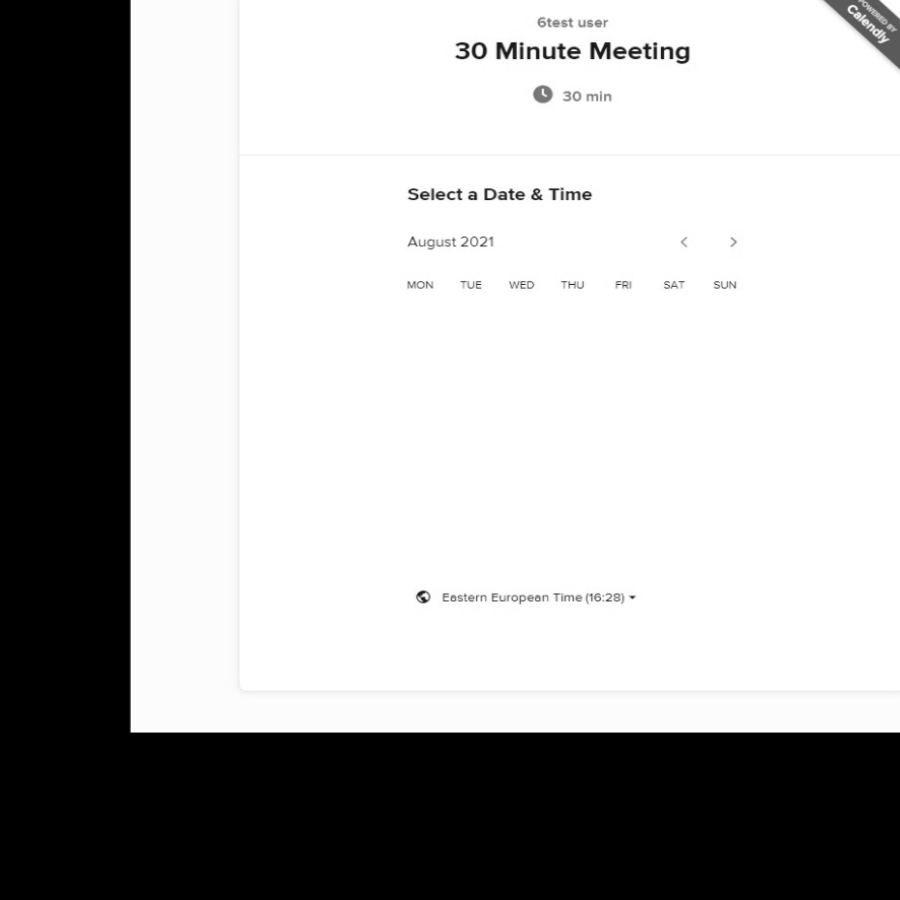 6test user
30 Minute Meeting
30 min
POWERED BY
Calendly
Select a Date & Time
August 2021
MON TUE WED THU FRI SAT SUN
Eastern European Time (16:28)